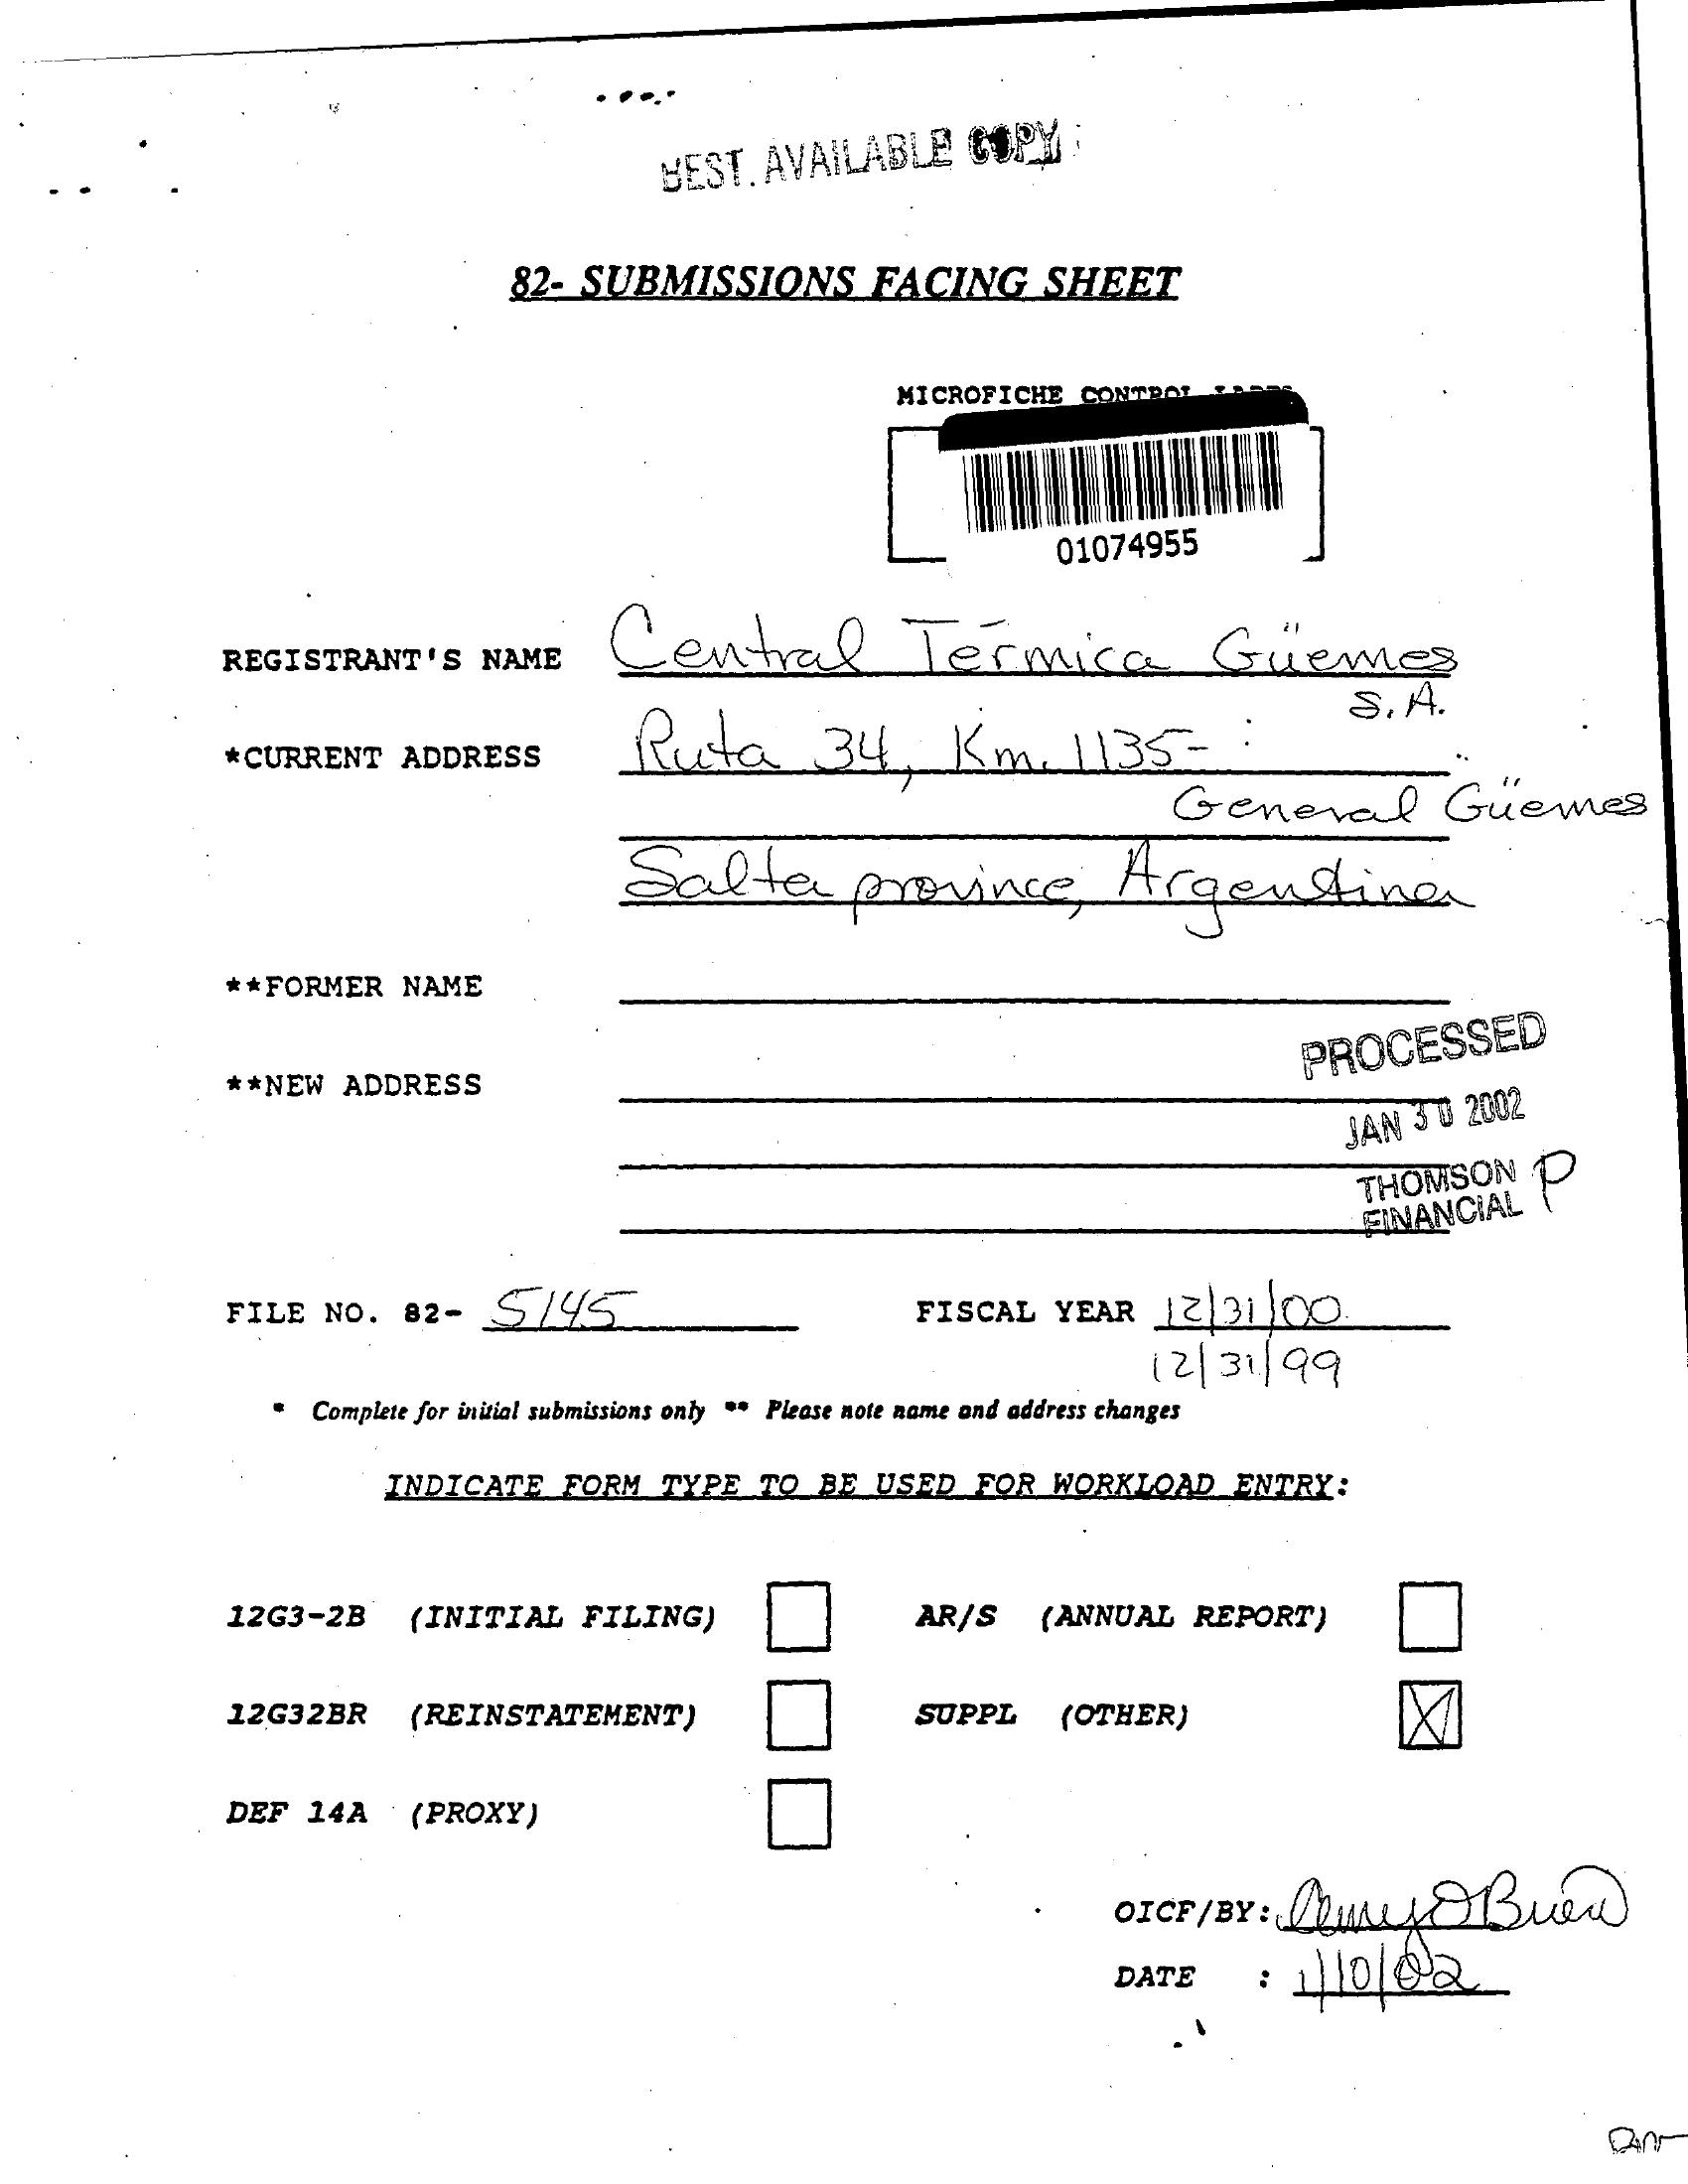 BEST AVAILABLE COPY
82- SUBMISSIONS FACING SHEET
MICROFICHE CONTROL LABEL
01074955
REGISTRANT'S NAME Central Térmica Güemes
S.A.
*CURRENT ADDRESS Ruta 34, Km. 1135-
General Güemes
Salta province, Argentina
**FORMER NAME
PROCESSED
**NEW ADDRESS
JAN 30 2002
THOMSON P
FINANCIAL
FILE NO. 82- 5145 FISCAL YEAR 12/31/00
12/31/99
* Complete for initial submissions only ** Please note name and address changes
INDICATE FORM TYPE TO BE USED FOR WORKLOAD ENTRY:
12G3-2B (INITIAL FILING) AR/S (ANNUAL REPORT)
12G32BR (REINSTATEMENT) SUPPL (OTHER)
DEF 14A (PROXY)
OICF/BY: Amy O'Brien
DATE : 1/10/02